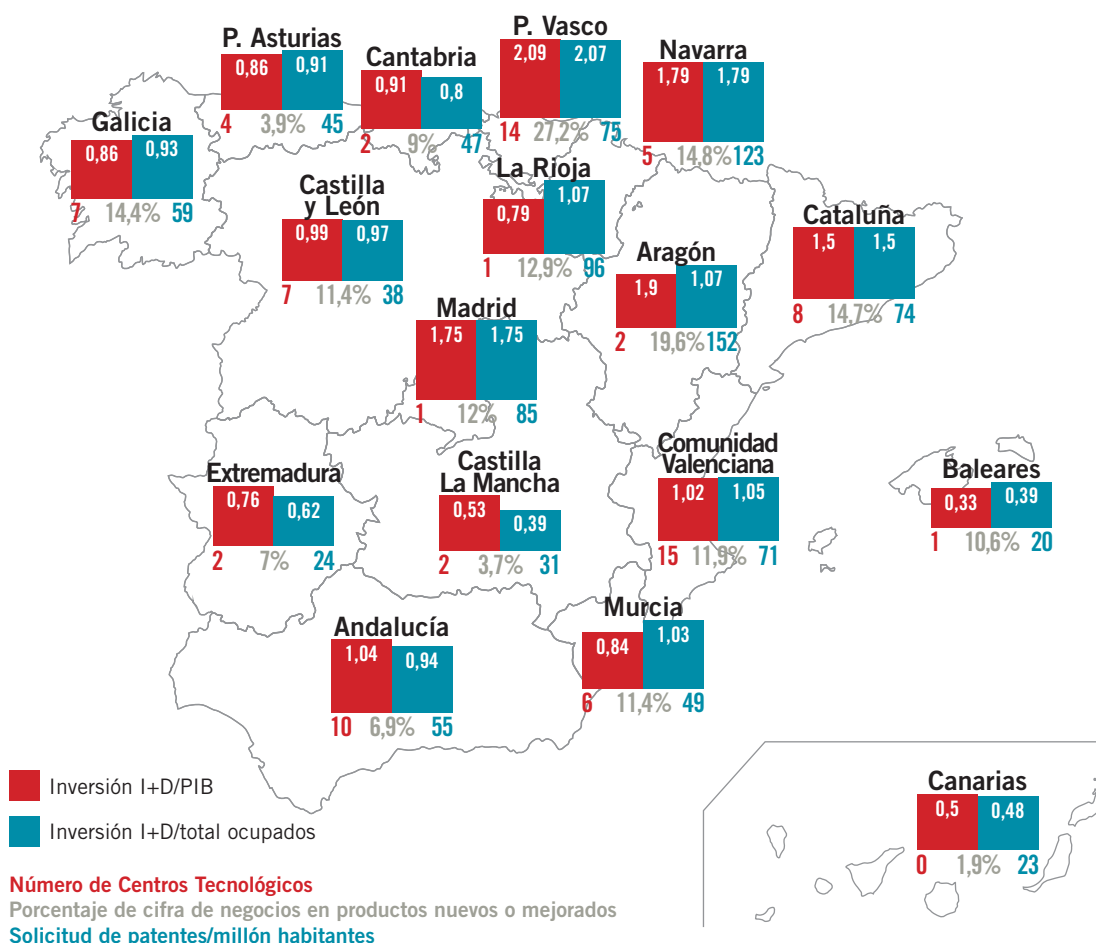 P. Asturias
0,86 0,91
4 3,9% 45
Cantabria
0,91 0,8
2 9% 47
P. Vasco
2,09 2,07
14 27,2% 75
Navarra
1,79 1,79
5 14,8% 123
Galicia
0,86 0,93
7 14,4% 59
Castilla
y León
0,99 0,97
7 11,4% 38
La Rioja
0,79 1,07
1 12,9% 96
Aragón
1,9 1,07
2 19,6% 152
Cataluña
1,5 1,5
8 14,7% 74
Madrid
1,75 1,75
1 12% 85
Extremadura
0,76 0,62
2 7% 24
Castilla
La Mancha
0,53 0,39
2 3,7% 31
Comunidad
Valenciana
1,02 1,05
15 11,9% 71
Baleares
0,33 0,39
1 10,6% 20
Andalucía
1,04 0,94
10 6,9% 55
Murcia
0,84 1,03
6 11,4% 49
Canarias
0,5 0,48
0 1,9% 23
Inversión I+D/PIB
Inversión I+D/total ocupados
Número de Centros Tecnológicos
Porcentaje de cifra de negocios en productos nuevos o mejorados
Solicitud de patentes/millón habitantes